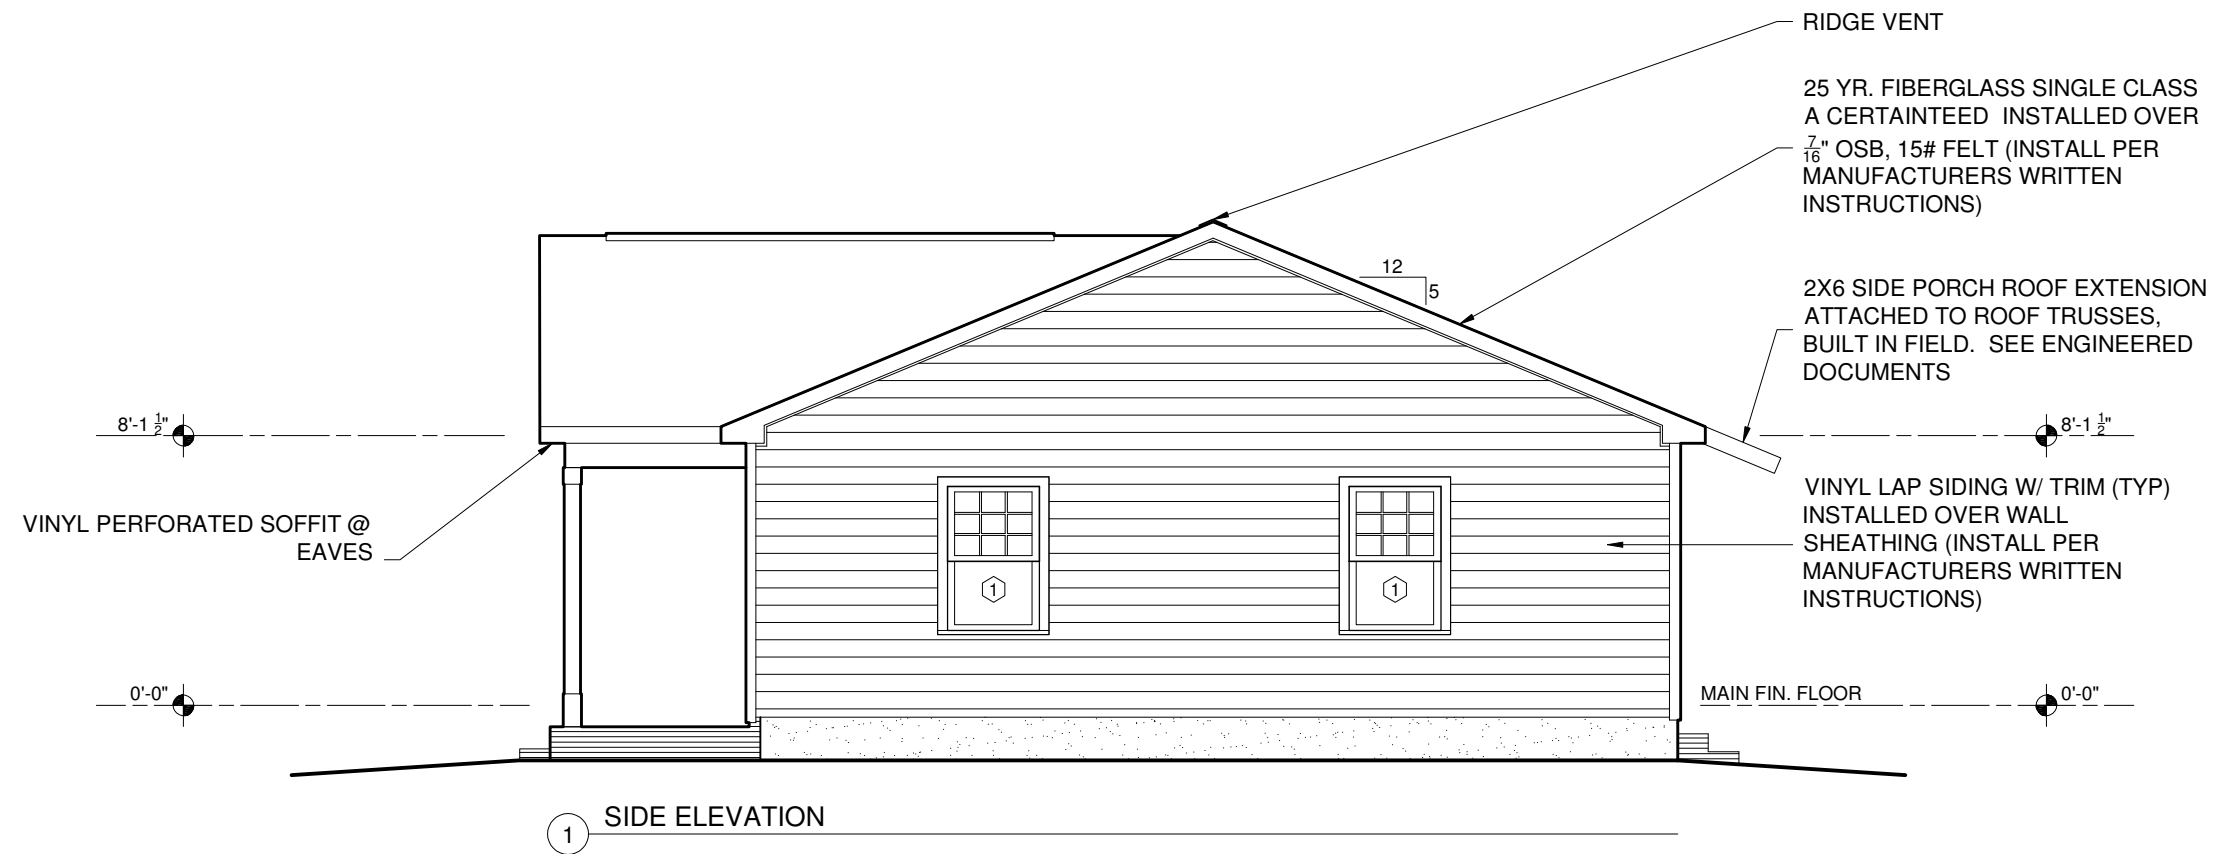 RIDGE VENT
25 YR. FIBERGLASS SINGLE CLASS
A CERTAINTEED INSTALLED OVER
7/16" OSB, 15# FELT (INSTALL PER
MANUFACTURERS WRITTEN
INSTRUCTIONS)
12
5
2X6 SIDE PORCH ROOF EXTENSION
ATTACHED TO ROOF TRUSSES,
BUILT IN FIELD. SEE ENGINEERED
DOCUMENTS
8'-1 1/2"
8'-1 1/2"
VINYL PERFORATED SOFFIT @
EAVES
VINYL LAP SIDING W/ TRIM (TYP)
INSTALLED OVER WALL
SHEATHING (INSTALL PER
MANUFACTURERS WRITTEN
INSTRUCTIONS)
1
1
0'-0"
MAIN FIN. FLOOR
0'-0"
1 SIDE ELEVATION